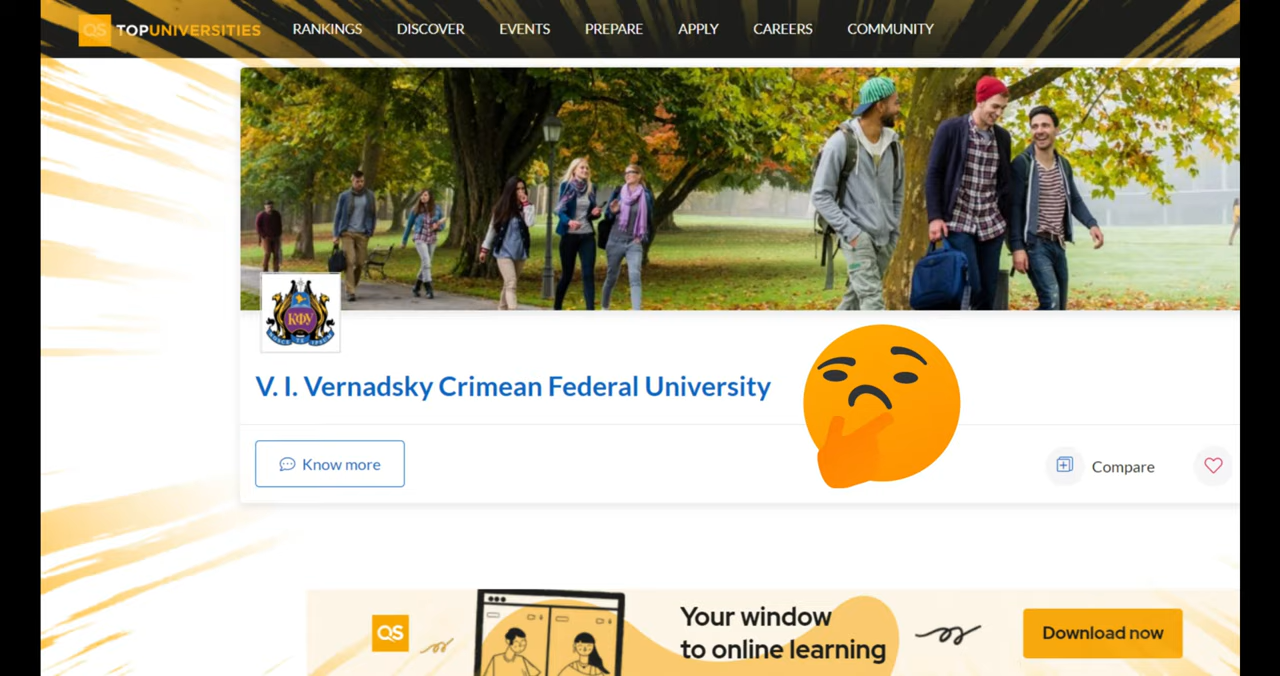 QS TOPUNIVERSITIES RANKINGS DISCOVER EVENTS PREPARE APPLY CAREERS COMMUNITY
КФУ
V. I. Vernadsky Crimean Federal University
Know more
Compare
QS
Your window
to online learning
Download now